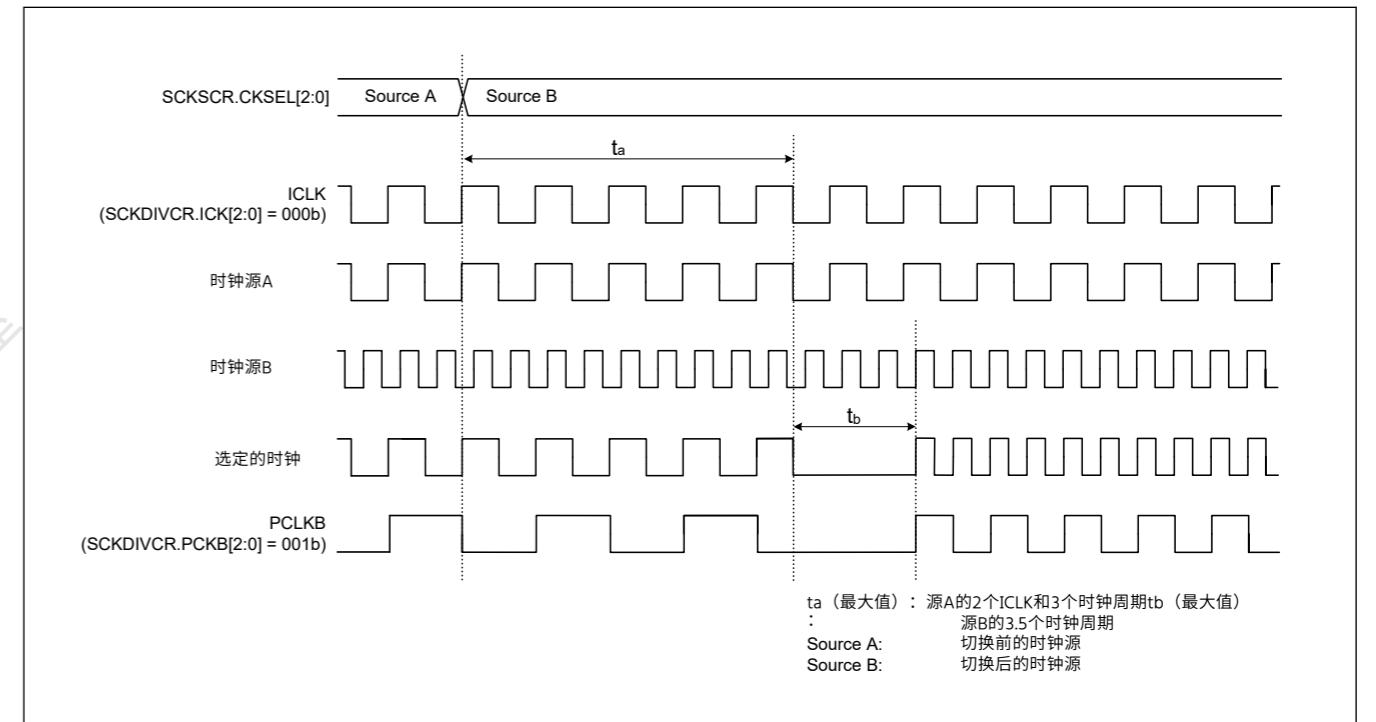 SCKSCR.CKSEL[2:0]
Source A
Source B
ta
ICLK
(SCKDIVCR.ICK[2:0] = 000b)
时钟源A
时钟源B
tb
选定的时钟
PCLKB
(SCKDIVCR.PCKB[2:0] = 001b)
ta（最大值）：源A的2个ICLK和3个时钟周期tb（最大值）
： 源B的3.5个时钟周期
Source A: 切换前的时钟源
Source B: 切换后的时钟源